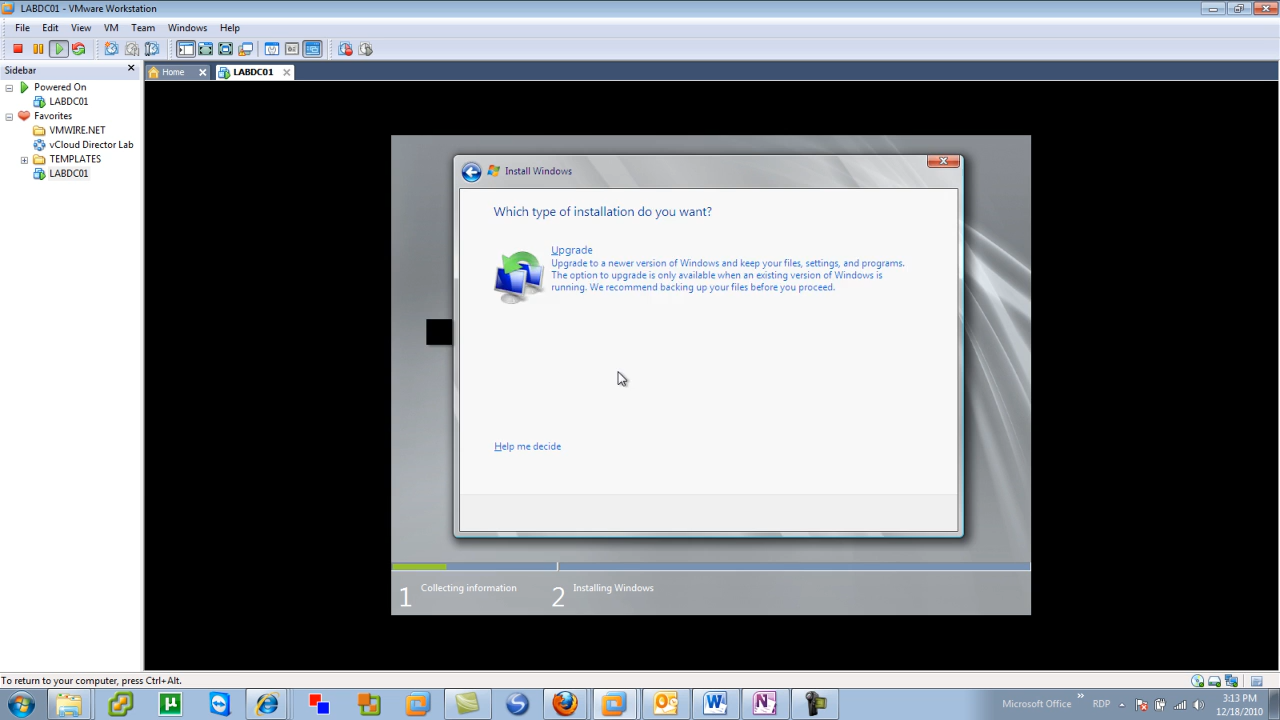 LABDC01 - VMware Workstation
File Edit View VM Team Windows Help
Sidebar
Powered On
LABDC01
Favorites
VMWIRE.NET
vCloud Director Lab
TEMPLATES
LABDC01
Home LABDC01
Install Windows
Which type of installation do you want?
Upgrade
Upgrade to a newer version of Windows and keep your files, settings, and programs.
The option to upgrade is only available when an existing version of Windows is
running. We recommend backing up your files before you proceed.
Help me decide
1 Collecting information 2 Installing Windows
To return to your computer, press Ctrl+Alt.
Microsoft Office » RDP 3:13 PM
12/18/2010